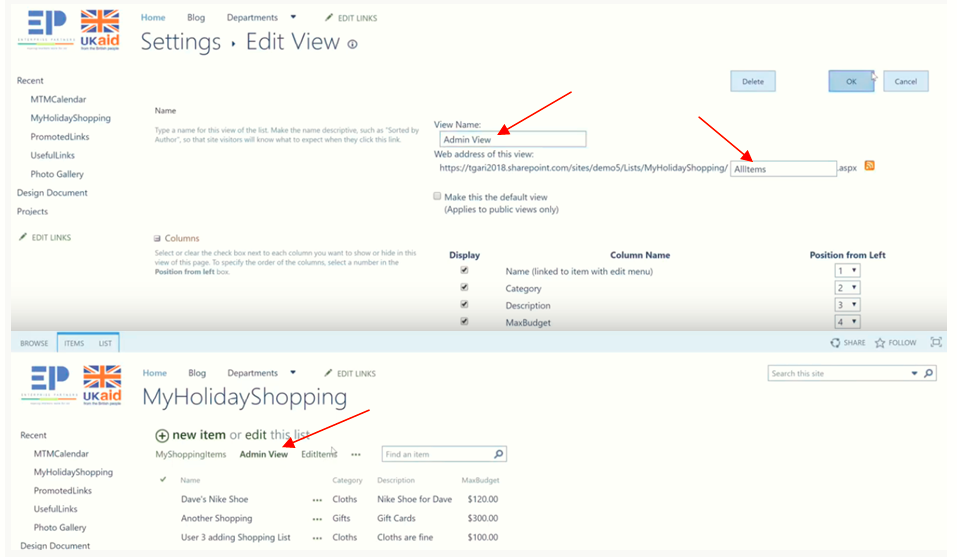 EP
ENTERPRISE PARTNERS
UKaid
from the British people
Home Blog Departments EDIT LINKS
Settings › Edit View
Delete OK Cancel
Recent
MTMCalendar
MyHolidayShopping
PromotedLinks
UsefulLinks
Photo Gallery
Design Document
Projects
EDIT LINKS
Name
Type a name for this view of the list. Make the name descriptive, such as "Sorted by
Author", so that site visitors will know what to expect when they click this link.
View Name:
Admin View
Web address of this view:
https://tgari2018.sharepoint.com/sites/demo5/Lists/MyHolidayShopping/ AllItems .aspx
Make this the default view
(Applies to public views only)
Columns
Select or clear the check box next to each column you want to show or hide in this
view of this page. To specify the order of the columns, select a number in the
Position from left box.
Display Column Name Position from Left
Name (linked to item with edit menu) 1
Category 2
Description 3
MaxBudget 4
BROWSE ITEMS LIST SHARE FOLLOW
EP
ENTERPRISE PARTNERS
UKaid
from the British people
Home Blog Departments EDIT LINKS
Search this site
MyHolidayShopping
Recent
MTMCalendar
MyHolidayShopping
PromotedLinks
UsefulLinks
Photo Gallery
Design Document
new item or edit this list
MyShoppingItems Admin View EditItems ••• Find an item
Name Category Description MaxBudget
Dave's Nike Shoe ••• Cloths Nike Shoe for Dave $120.00
Another Shopping ••• Gifts Gift Cards $300.00
User 3 adding Shopping List ••• Cloths Cloths are fine $100.00